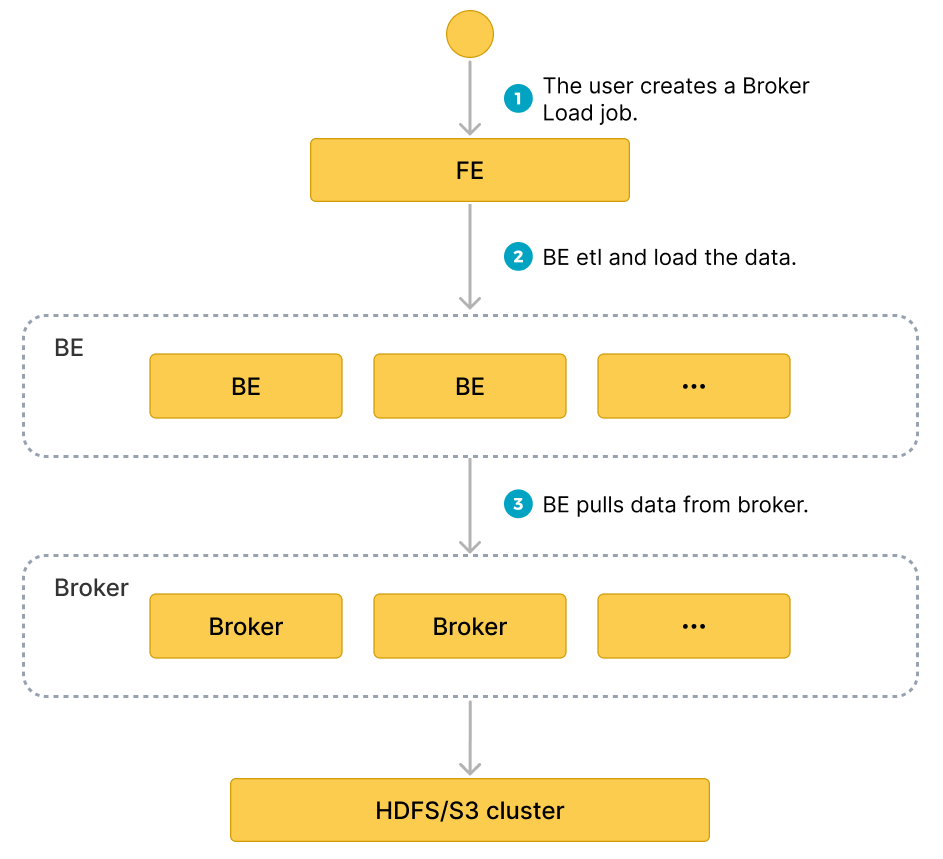 1 The user creates a Broker
Load job.
FE
2 BE etl and load the data.
BE
BE BE ...
3 BE pulls data from broker.
Broker
Broker Broker ...
HDFS/S3 cluster